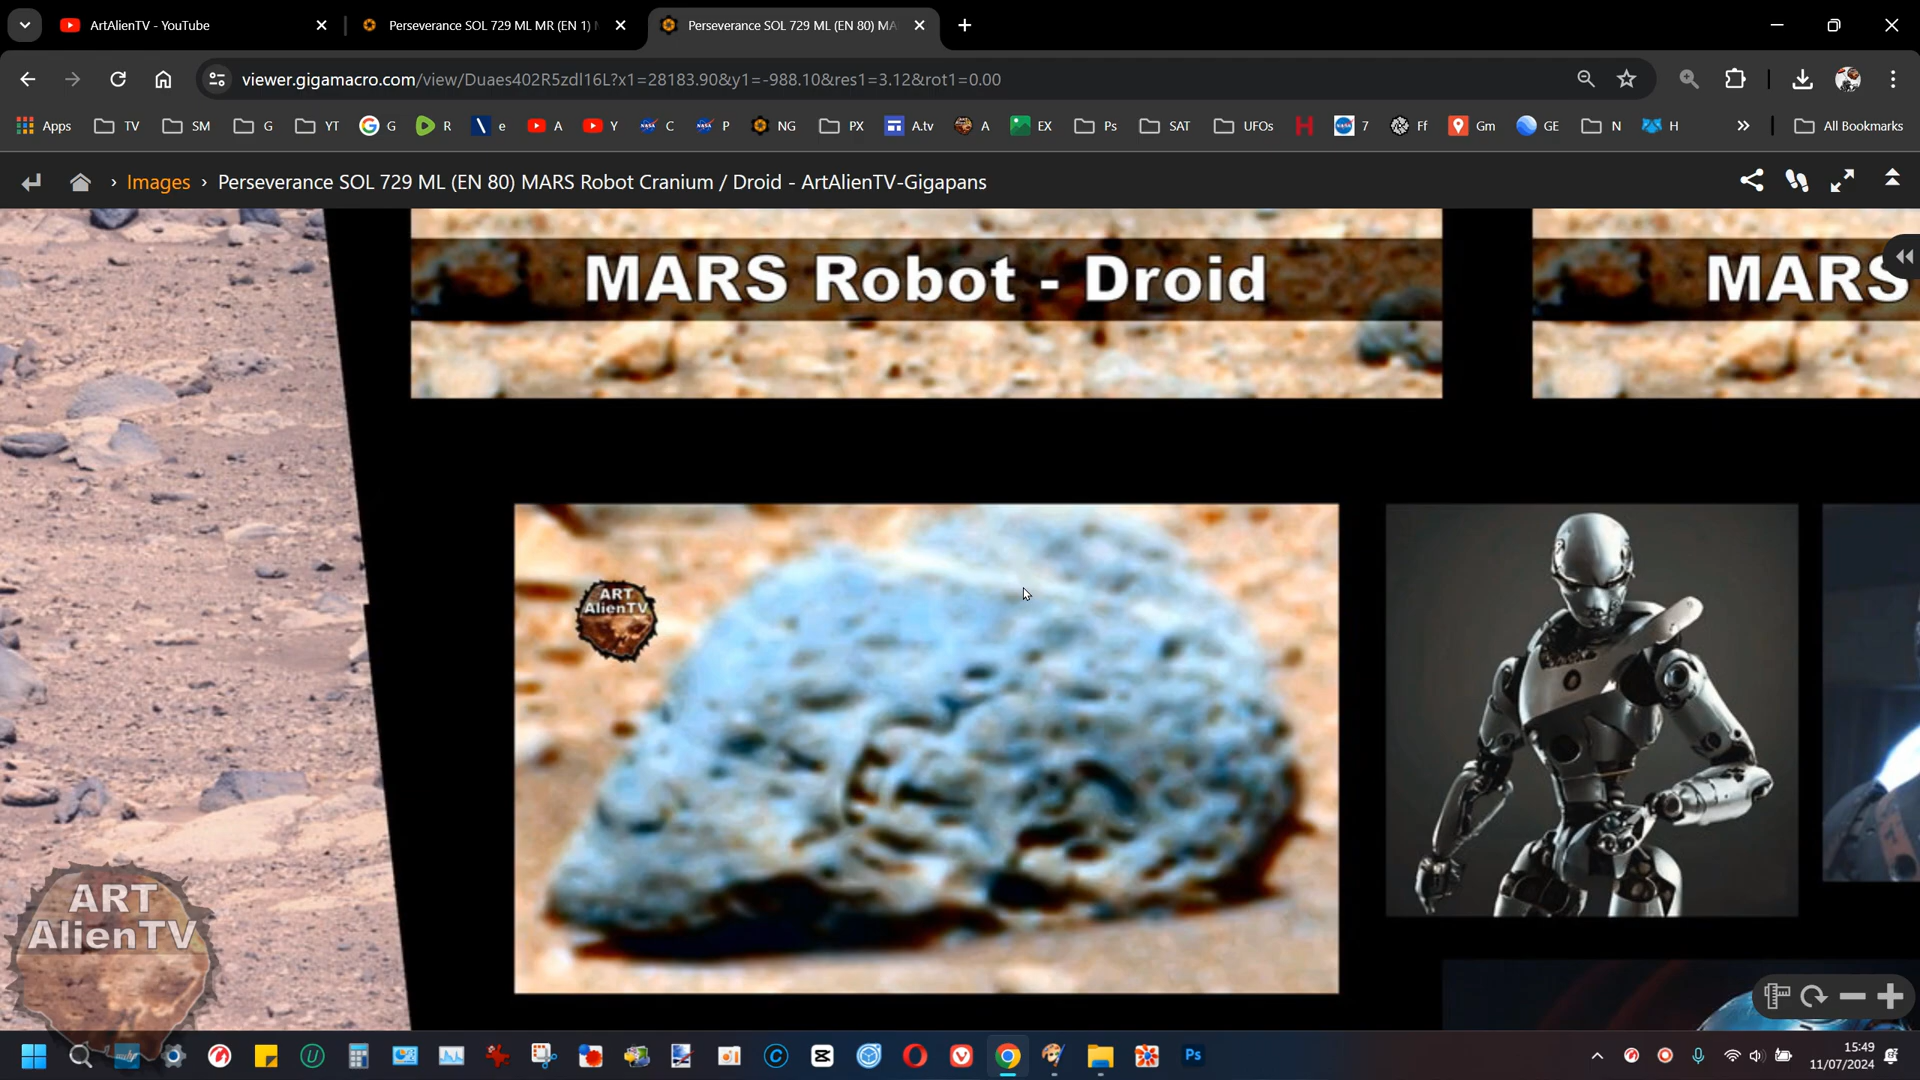 ArtAlienTV - YouTube
Perseverance SOL 729 ML MR (EN 1)
Perseverance SOL 729 ML (EN 80) MA
viewer.gigamacro.com/view/Duaes402R5zdl16L?x1=28183.90&y1=-988.10&res1=3.12&rot1=0.00
Apps TV SM G YT G R e A Y C P NG PX A.tv A EX Ps SAT UFOs 7 Ff Gm GE N H » All Bookmarks
› Images › Perseverance SOL 729 ML (EN 80) MARS Robot Cranium / Droid - ArtAlienTV-Gigapans
MARS Robot - Droid
MARS
ART
AlienTV
ART
AlienTV
15:49
11/07/2024
Ps